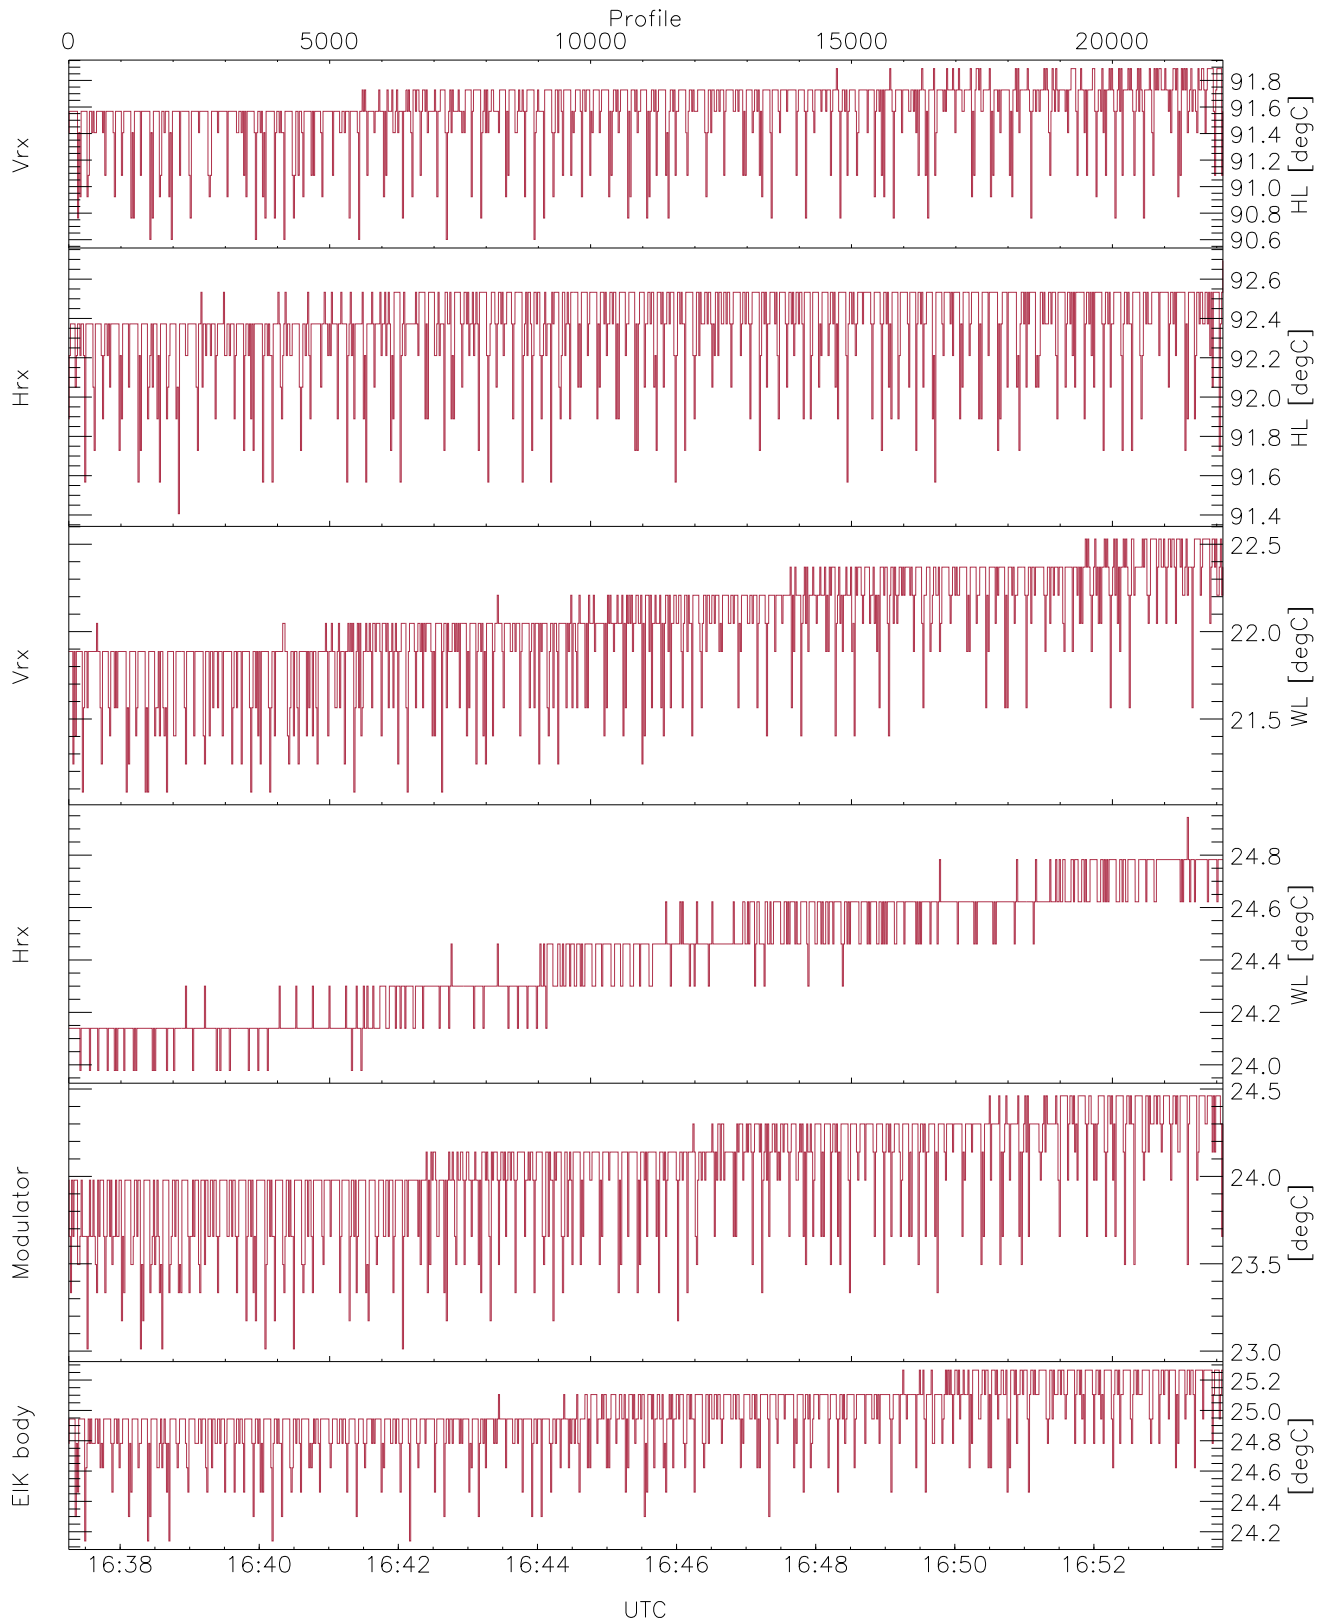 Profile
0 5000 10000 15000 20000
Vrx
91.8
91.6
91.4
91.2
91.0
90.8
90.6
HL [degC]
Hrx
92.6
92.4
92.2
92.0
91.8
91.6
91.4
HL [degC]
Vrx
22.5
22.0
21.5
WL [degC]
Hrx
24.8
24.6
24.4
24.2
24.0
WL [degC]
Modulator
24.5
24.0
23.5
23.0
[degC]
EIK body
25.2
25.0
24.8
24.6
24.4
24.2
[degC]
16:38 16:40 16:42 16:44 16:46 16:48 16:50 16:52
UTC